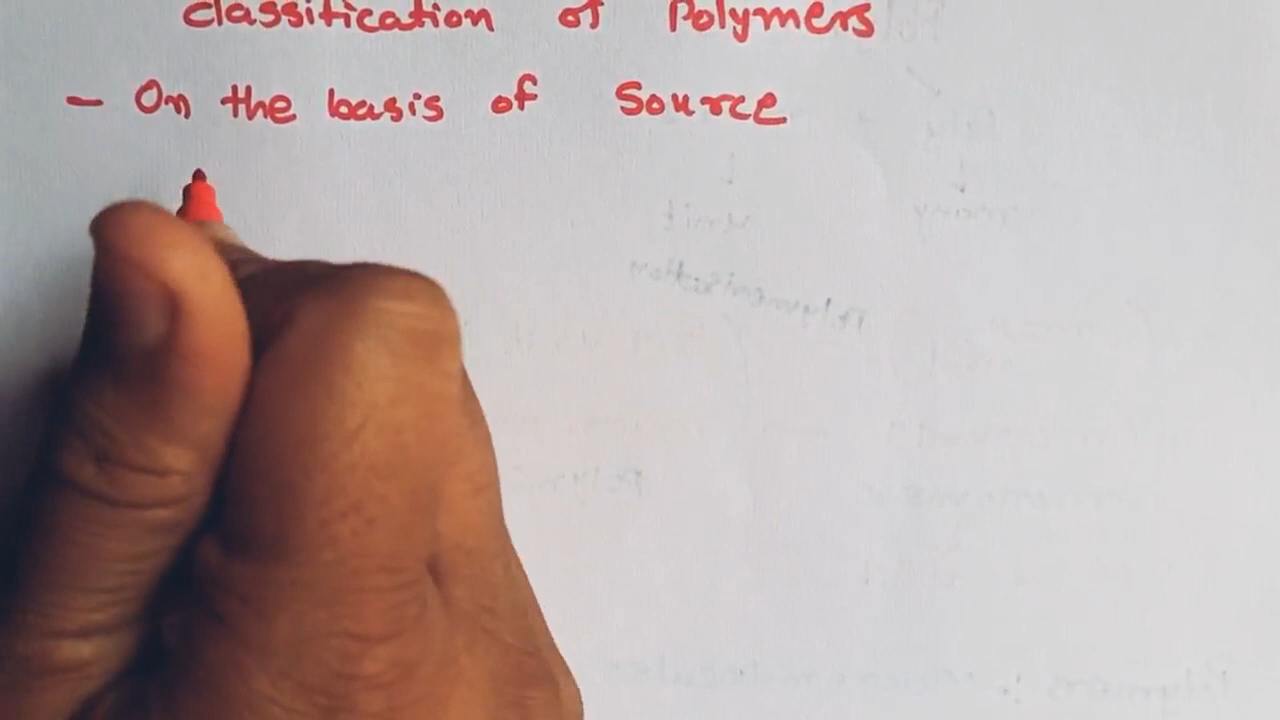 Classification of Polymers
- On the basis of Source